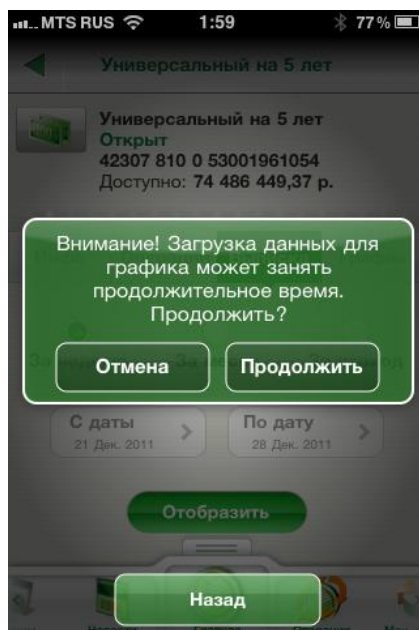 MTS RUS 1:59 77%
Универсальный на 5 лет
Универсальный на 5 лет
Открыт
42307 810 0 53001961054
Доступно: 74 486 449,37 р.
Внимание! Загрузка данных для
графика может занять
продолжительное время.
Продолжить?
Отмена Продолжить
С даты По дату
21 Дек. 2011 28 Дек. 2011
Отобразить
Назад